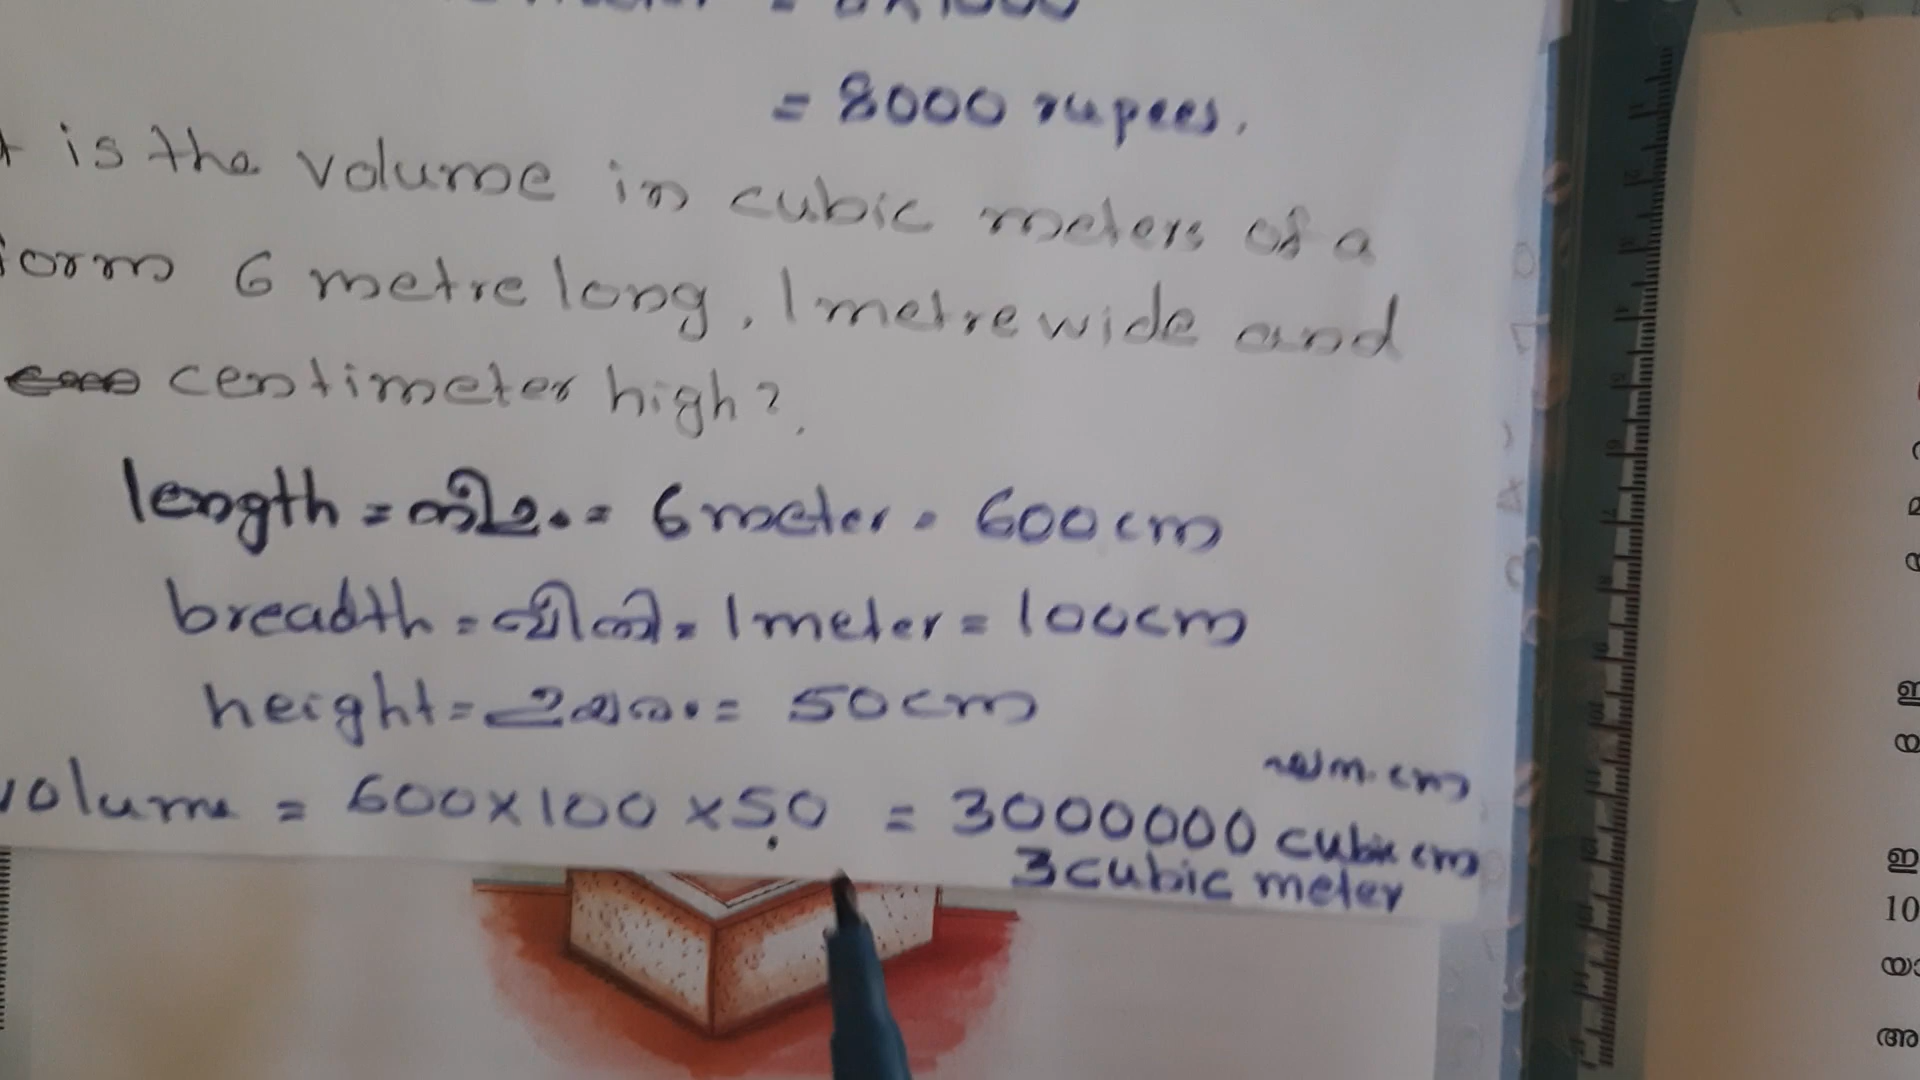 = 8000 rupees.
is the volume in cubic meters of a
form 6 metre long, 1 metre wide and
centimeter high?
length = നീളം = 6 meter = 600 cm
breadth = വീതി = 1 meter = 100 cm
height = ഉയരം = 50 cm
volume = 600 x 100 x 50 = 3000000 cubic cm
3 cubic meter
10